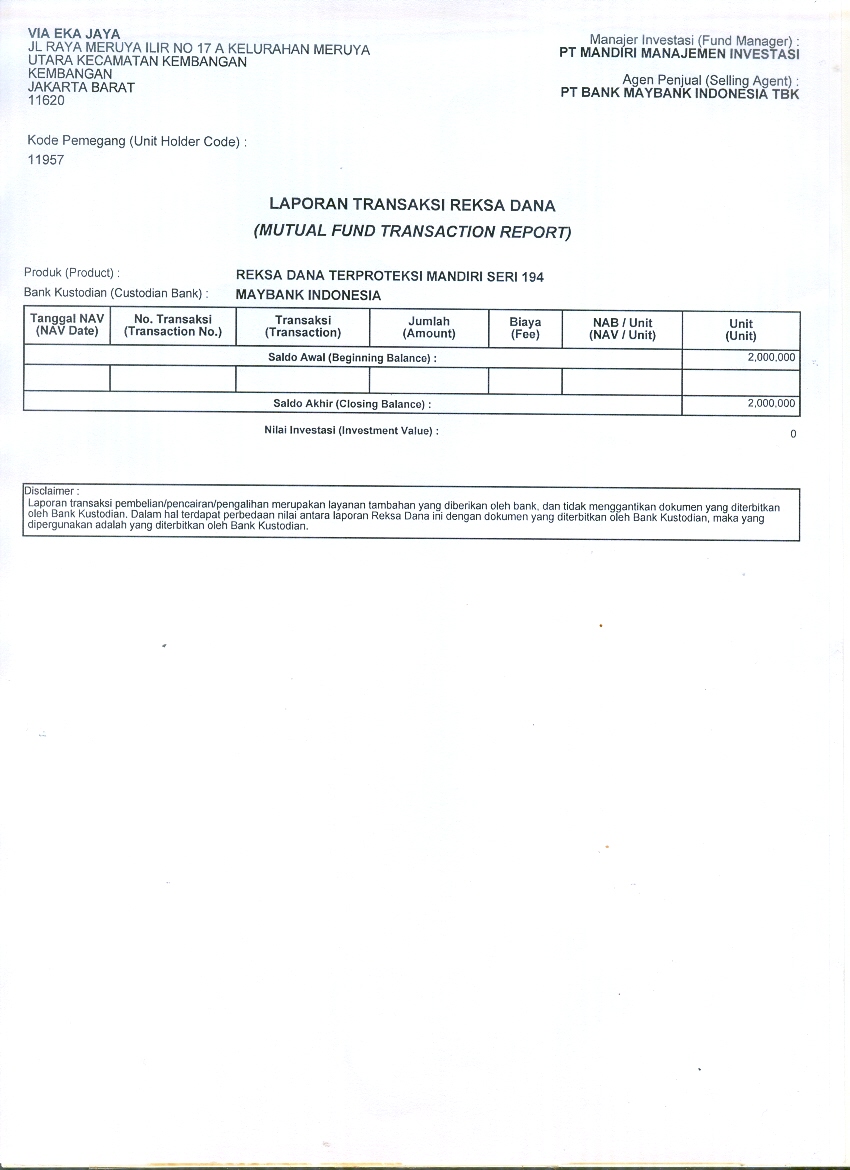 VIA EKA JAYA
JL RAYA MERUYA ILIR NO 17 A KELURAHAN MERUYA
UTARA KECAMATAN KEMBANGAN
KEMBANGAN
JAKARTA BARAT
11620
Manajer Investasi (Fund Manager) :
PT MANDIRI MANAJEMEN INVESTASI
Agen Penjual (Selling Agent) :
PT BANK MAYBANK INDONESIA TBK
Kode Pemegang (Unit Holder Code) :
11957
LAPORAN TRANSAKSI REKSA DANA
(MUTUAL FUND TRANSACTION REPORT)
Produk (Product) : REKSA DANA TERPROTEKSI MANDIRI SERI 194
Bank Kustodian (Custodian Bank) : MAYBANK INDONESIA
Tanggal NAV No. Transaksi Transaksi Jumlah Biaya NAB / Unit Unit
(NAV Date) (Transaction No.) (Transaction) (Amount) (Fee) (NAV / Unit) (Unit)
Saldo Awal (Beginning Balance) : 2,000,000
Saldo Akhir (Closing Balance) : 2,000,000
Nilai Investasi (Investment Value) : 0
Disclaimer :
Laporan transaksi pembelian/pencairan/pengalihan merupakan layanan tambahan yang diberikan oleh bank, dan tidak menggantikan dokumen yang diterbitkan
oleh Bank Kustodian. Dalam hal terdapat perbedaan nilai antara laporan Reksa Dana ini dengan dokumen yang diterbitkan oleh Bank Kustodian, maka yang
dipergunakan adalah yang diterbitkan oleh Bank Kustodian.